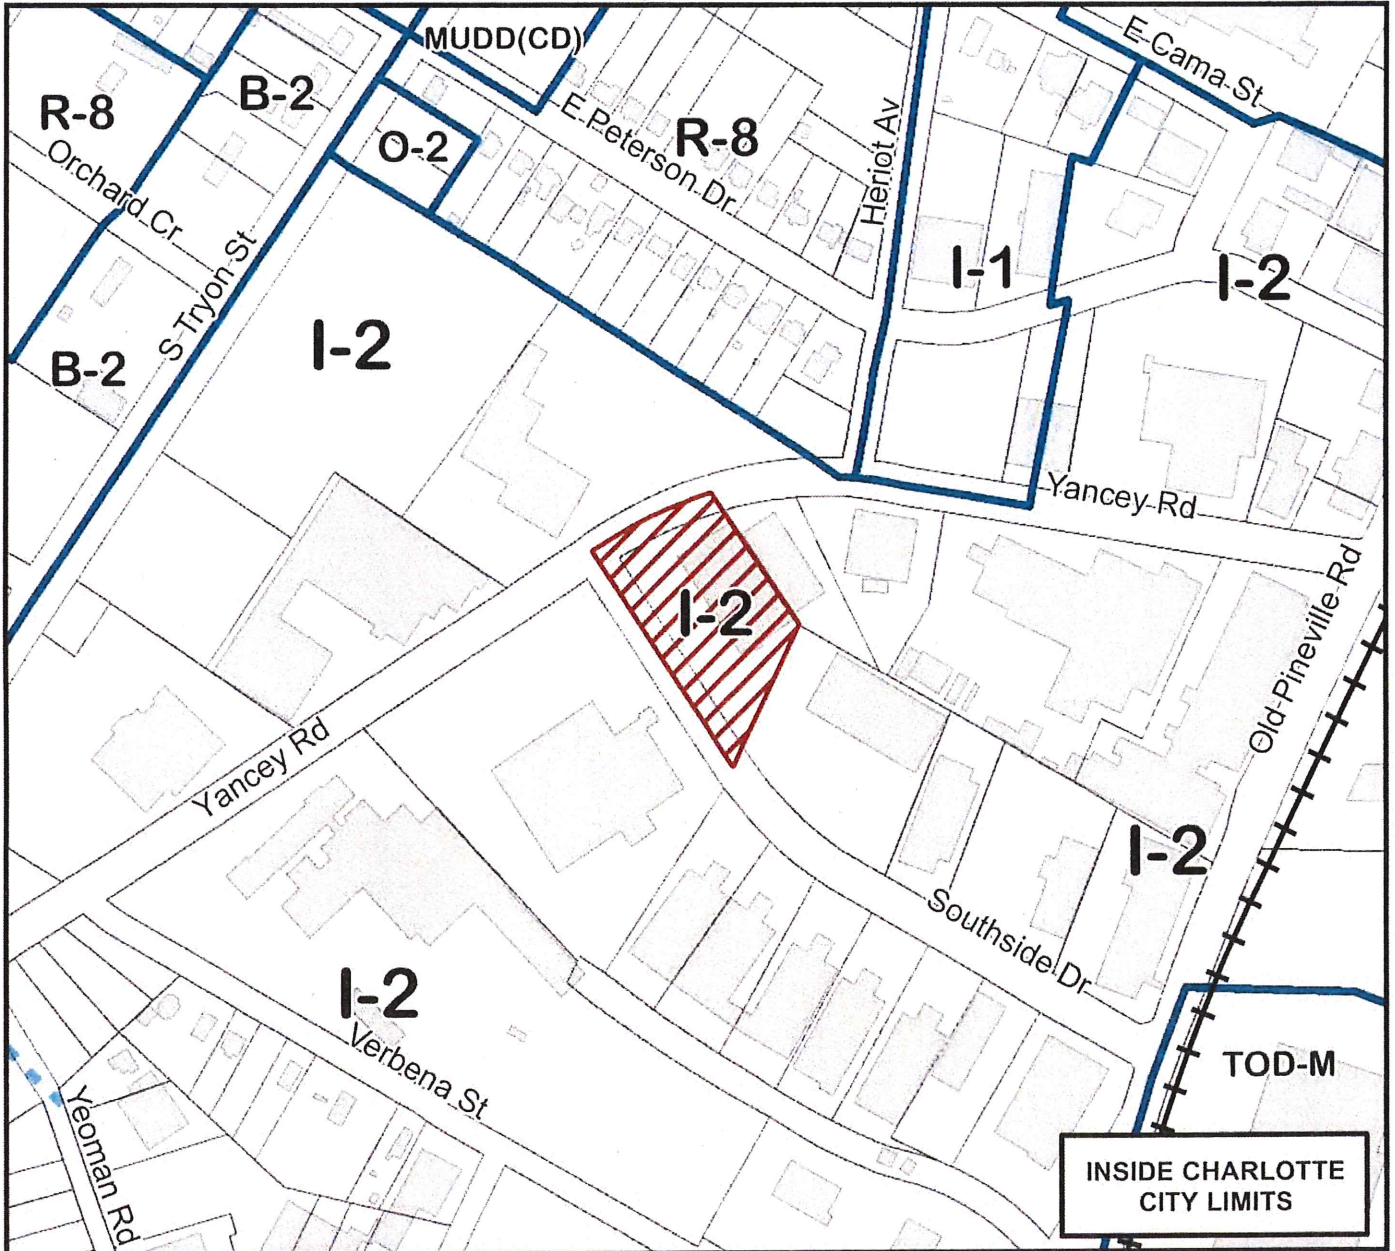 MUDD(CD)
E Cama St
B-2
R-8
O-2
E Peterson Dr
R-8
Heriot Av
Orchard Cr
S Tryon St
I-1
I-2
I-2
B-2
Yancey Rd
Old Pineville Rd
I-2
Yancey Rd
I-2
Southside Dr
I-2
Verbena St
TOD-M
Yeoman Rd
INSIDE CHARLOTTE
CITY LIMITS